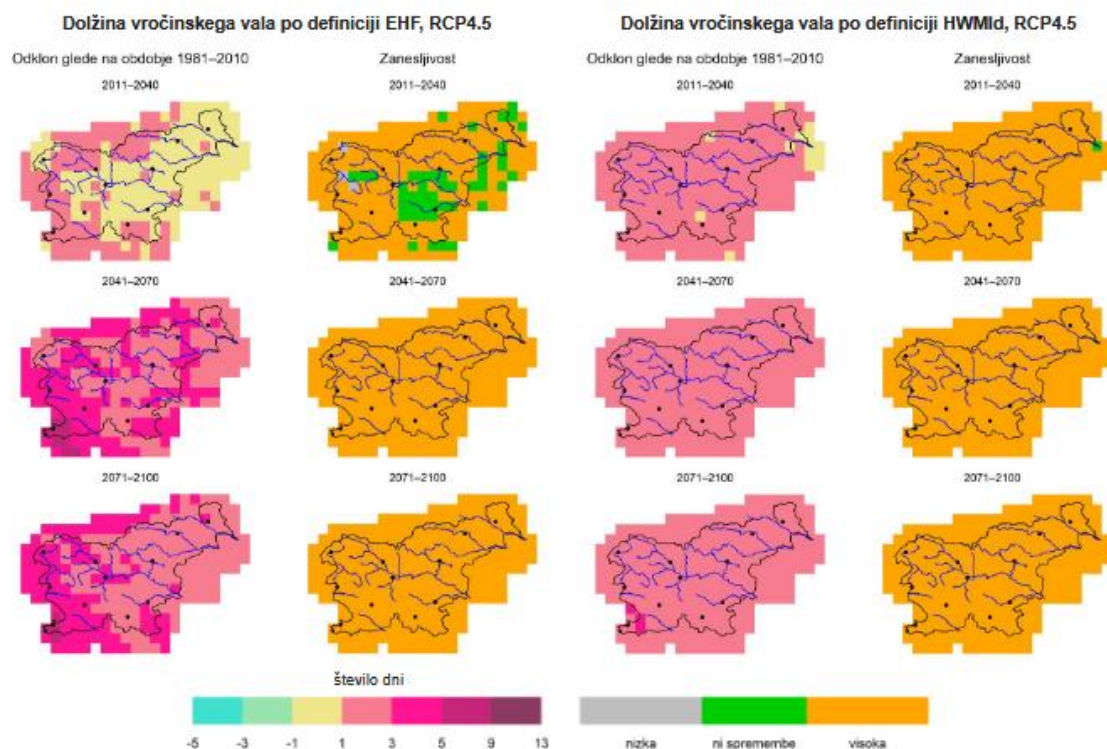 Dolžina vročinskega vala po definiciji EHF, RCP4.5
Odklon glede na obdobje 1981–2010
Zanesljivost
2011–2040
2011–2040
2041–2070
2041–2070
2071–2100
2071–2100
Dolžina vročinskega vala po definiciji HWMId, RCP4.5
Odklon glede na obdobje 1981–2010
Zanesljivost
2011–2040
2011–2040
2041–2070
2041–2070
2071–2100
2071–2100
število dni
-5 -3 -1 1 3 5 9 13
nizka ni spremembe visoka